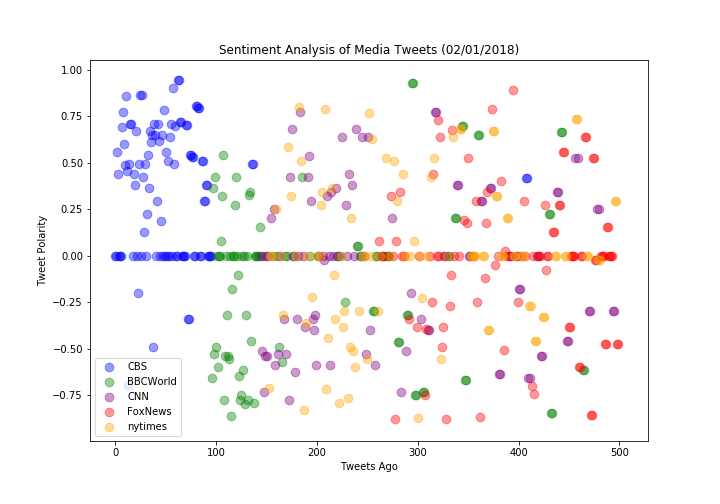 Sentiment Analysis of Media Tweets (02/01/2018)
1.00
0.75
0.50
0.25
0.00
−0.25
−0.50
−0.75
Tweet Polarity
CBS
BBCWorld
CNN
FoxNews
nytimes
0 100 200 300 400 500
Tweets Ago